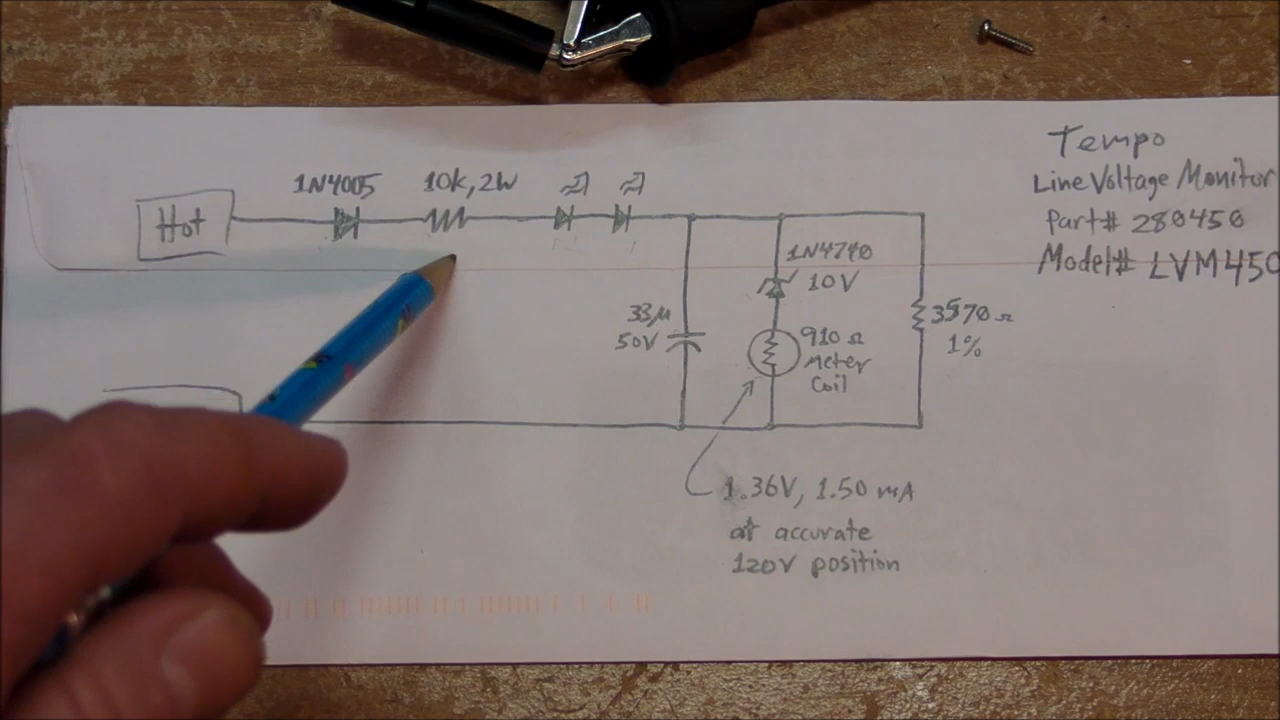 Tempo
Line Voltage Monitor
Part# 280450
Model# LVM450
1N4005
10k, 2W
Hot
1N4740
10V
33µ
50V
910 Ω
Meter
Coil
3570 Ω
1%
1.36V, 1.50 mA
at accurate
120V position